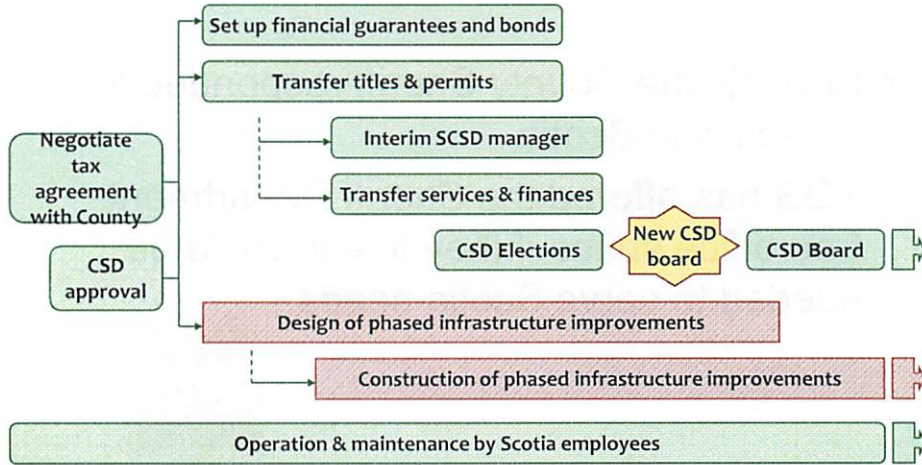 Set up financial guarantees and bonds
Transfer titles & permits
Negotiate
tax
agreement
with County
Interim SCSD manager
Transfer services & finances
CSD Elections
New CSD
board
CSD Board
CSD
approval
Design of phased infrastructure improvements
Construction of phased infrastructure improvements
Operation & maintenance by Scotia employees